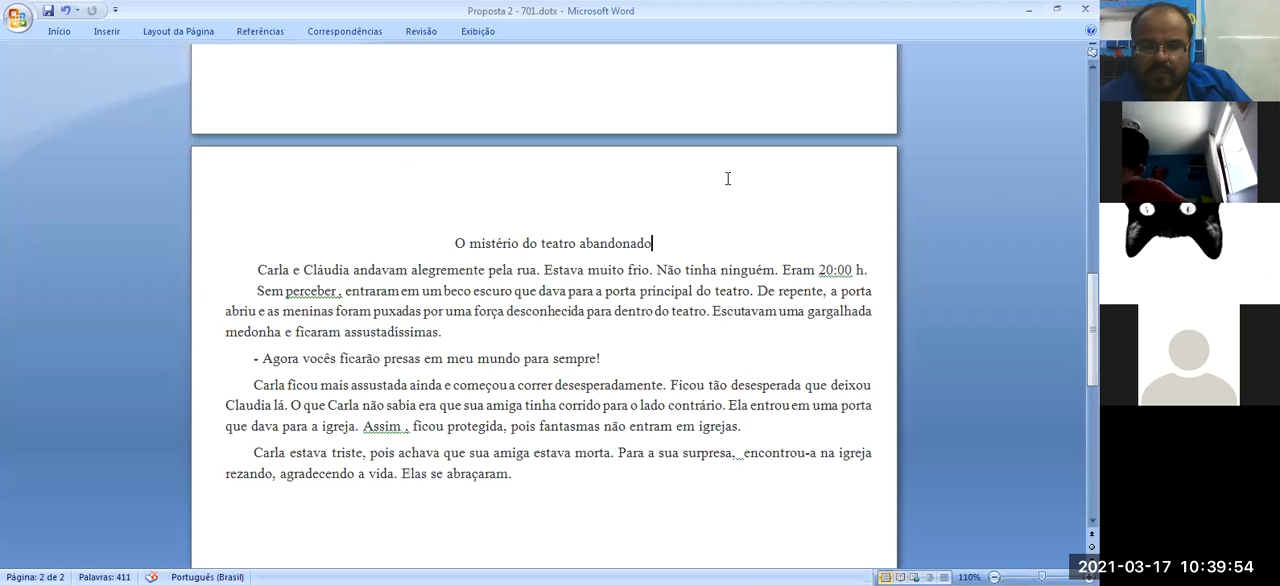 Proposta 2 - 701.dotx - Microsoft Word
Início Inserir Layout da Página Referências Correspondências Revisão Exibição
O mistério do teatro abandonado
Carla e Cláudia andavam alegremente pela rua. Estava muito frio. Não tinha ninguém. Eram 20:00 h.
Sem perceber , entraram em um beco escuro que dava para a porta principal do teatro. De repente, a porta
abriu e as meninas foram puxadas por uma força desconhecida para dentro do teatro. Escutavam uma gargalhada
medonha e ficaram assustadíssimas.
- Agora vocês ficarão presas em meu mundo para sempre!
Carla ficou mais assustada ainda e começou a correr desesperadamente. Ficou tão desesperada que deixou
Claudia lá. O que Carla não sabia era que sua amiga tinha corrido para o lado contrário. Ela entrou em uma porta
que dava para a igreja. Assim , ficou protegida, pois fantasmas não entram em igrejas.
Carla estava triste, pois achava que sua amiga estava morta. Para a sua surpresa, encontrou-a na igreja
rezando, agradecendo a vida. Elas se abraçaram.
Página: 2 de 2 Palavras: 411 Português (Brasil) 110%
2021-03-17 10:39:54